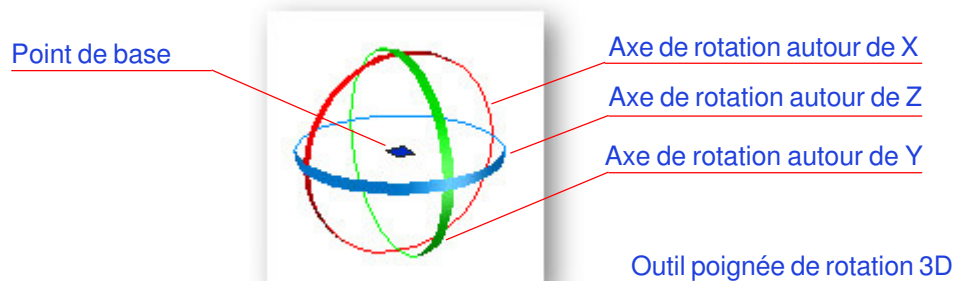 Point de base
Axe de rotation autour de X
Axe de rotation autour de Z
Axe de rotation autour de Y
Outil poignée de rotation 3D